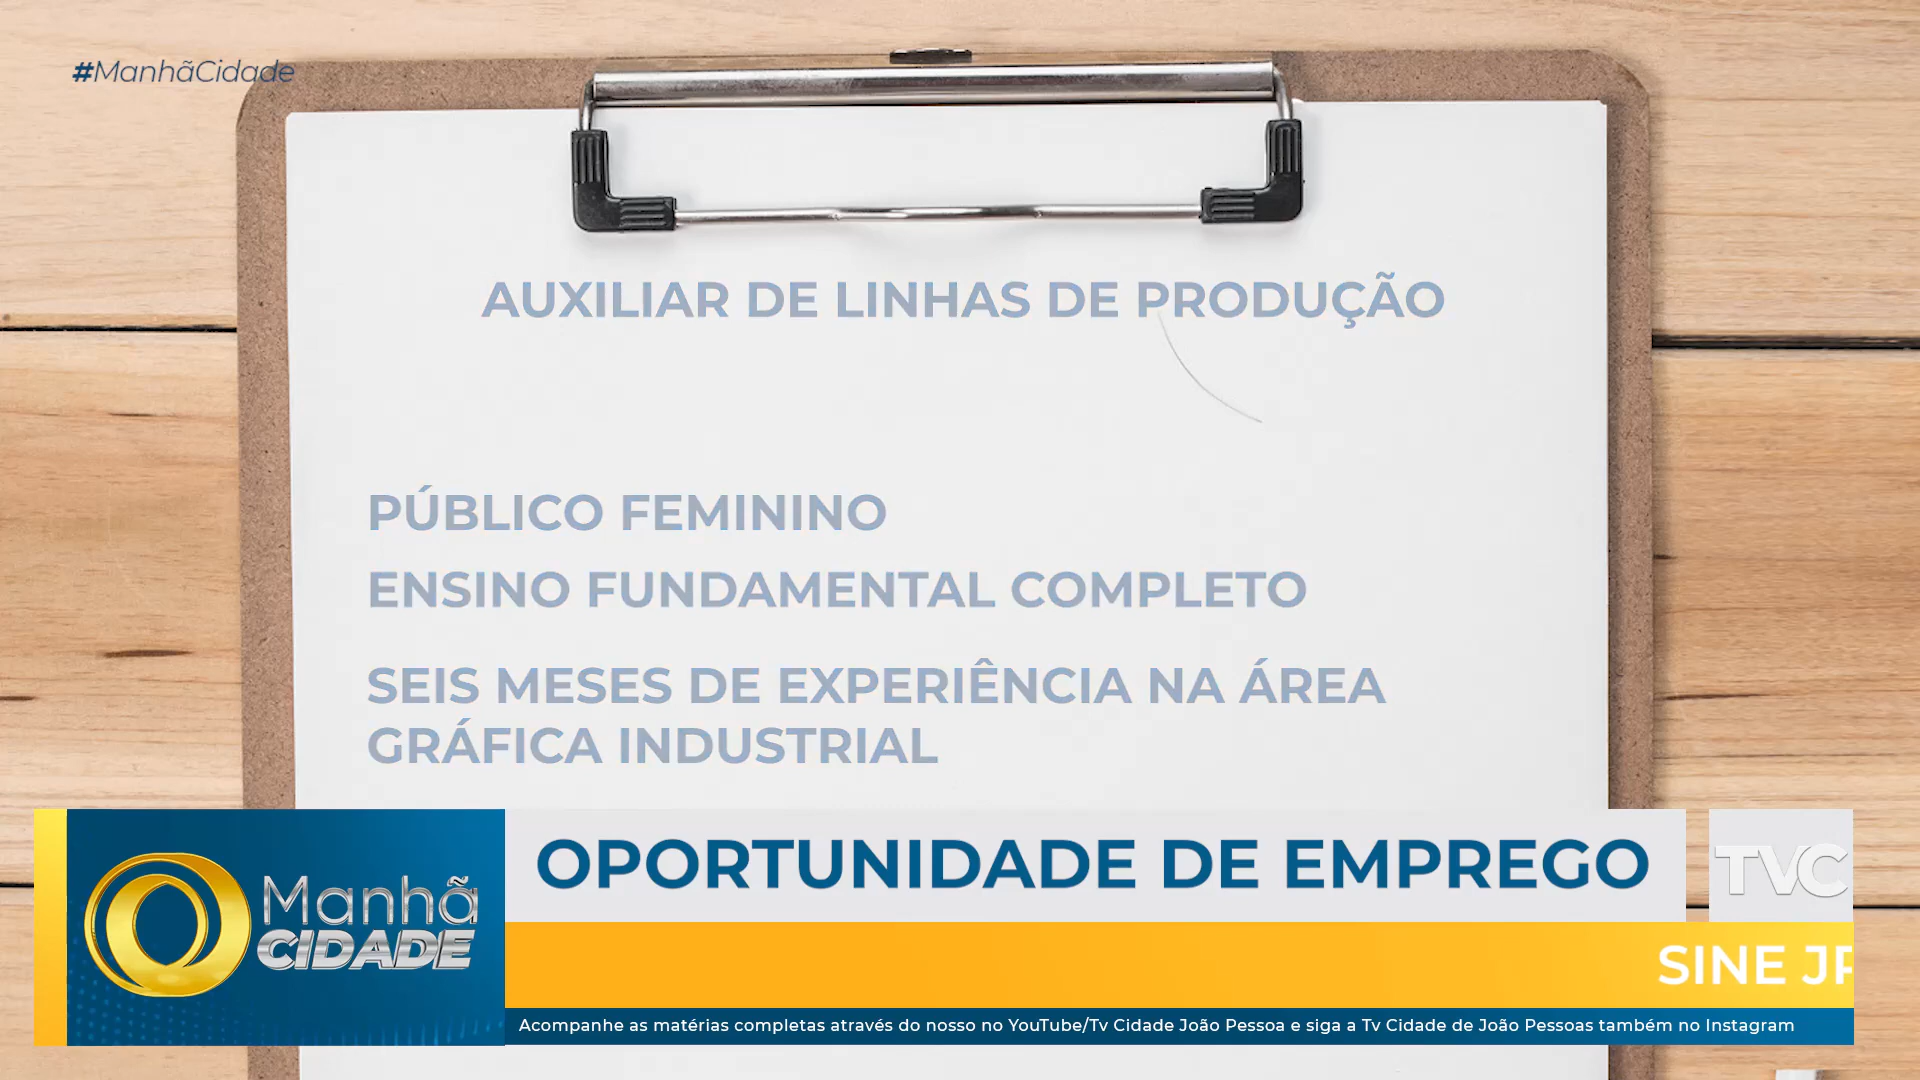 #ManhãCidade
AUXILIAR DE LINHAS DE PRODUÇÃO
PÚBLICO FEMININO
ENSINO FUNDAMENTAL COMPLETO
SEIS MESES DE EXPERIÊNCIA NA ÁREA
GRÁFICA INDUSTRIAL
OPORTUNIDADE DE EMPREGO
TVC
Manhã
CIDADE
SINE
Acompanhe as matérias completas através do nosso no YouTube/Tv Cidade João Pessoa e siga a Tv Cidade de João Pessoas também no Instagram